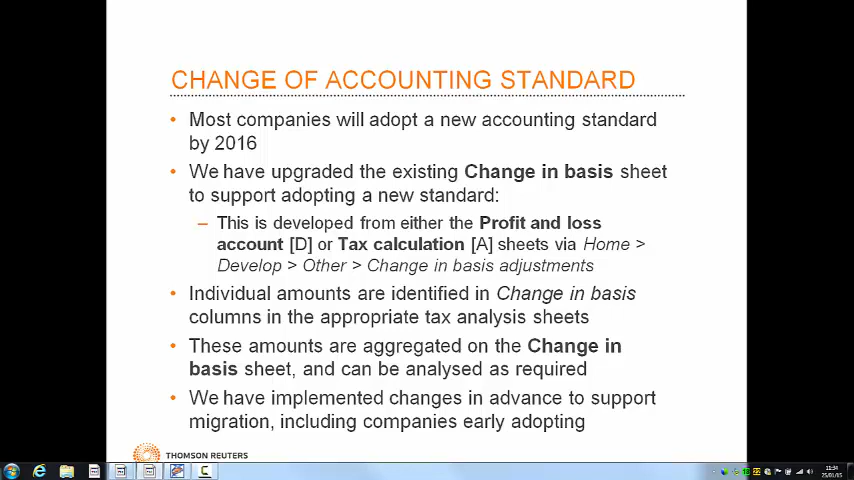 CHANGE OF ACCOUNTING STANDARD
• Most companies will adopt a new accounting standard
by 2016
• We have upgraded the existing Change in basis sheet
to support adopting a new standard:
– This is developed from either the Profit and loss
account [D] or Tax calculation [A] sheets via Home >
Develop > Other > Change in basis adjustments
• Individual amounts are identified in Change in basis
columns in the appropriate tax analysis sheets
• These amounts are aggregated on the Change in
basis sheet, and can be analysed as required
• We have implemented changes in advance to support
migration, including companies early adopting
THOMSON REUTERS